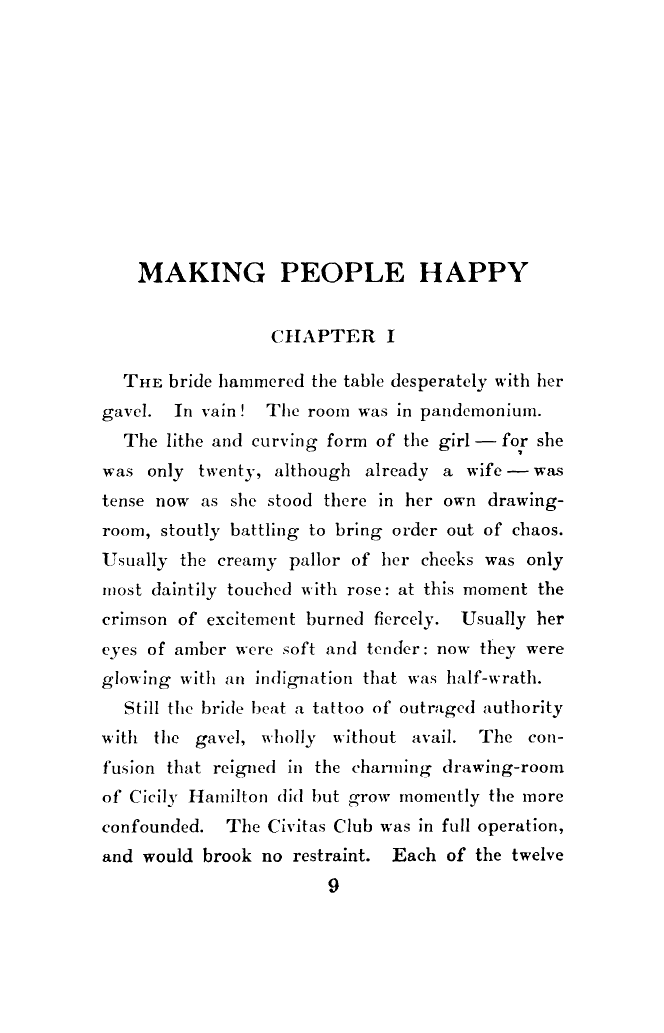 MAKING PEOPLE HAPPY
CHAPTER I
THE bride hammered the table desperately with her
gavel. In vain! The room was in pandemonium.
The lithe and curving form of the girl — for she
was only twenty, although already a wife — was
tense now as she stood there in her own drawing-
room, stoutly battling to bring order out of chaos.
Usually the creamy pallor of her cheeks was only
most daintily touched with rose: at this moment the
crimson of excitement burned fiercely. Usually her
eyes of amber were soft and tender: now they were
glowing with an indignation that was half-wrath.
Still the bride beat a tattoo of outraged authority
with the gavel, wholly without avail. The con-
fusion that reigned in the charming drawing-room
of Cicily Hamilton did but grow momently the more
confounded. The Civitas Club was in full operation,
and would brook no restraint. Each of the twelve
9